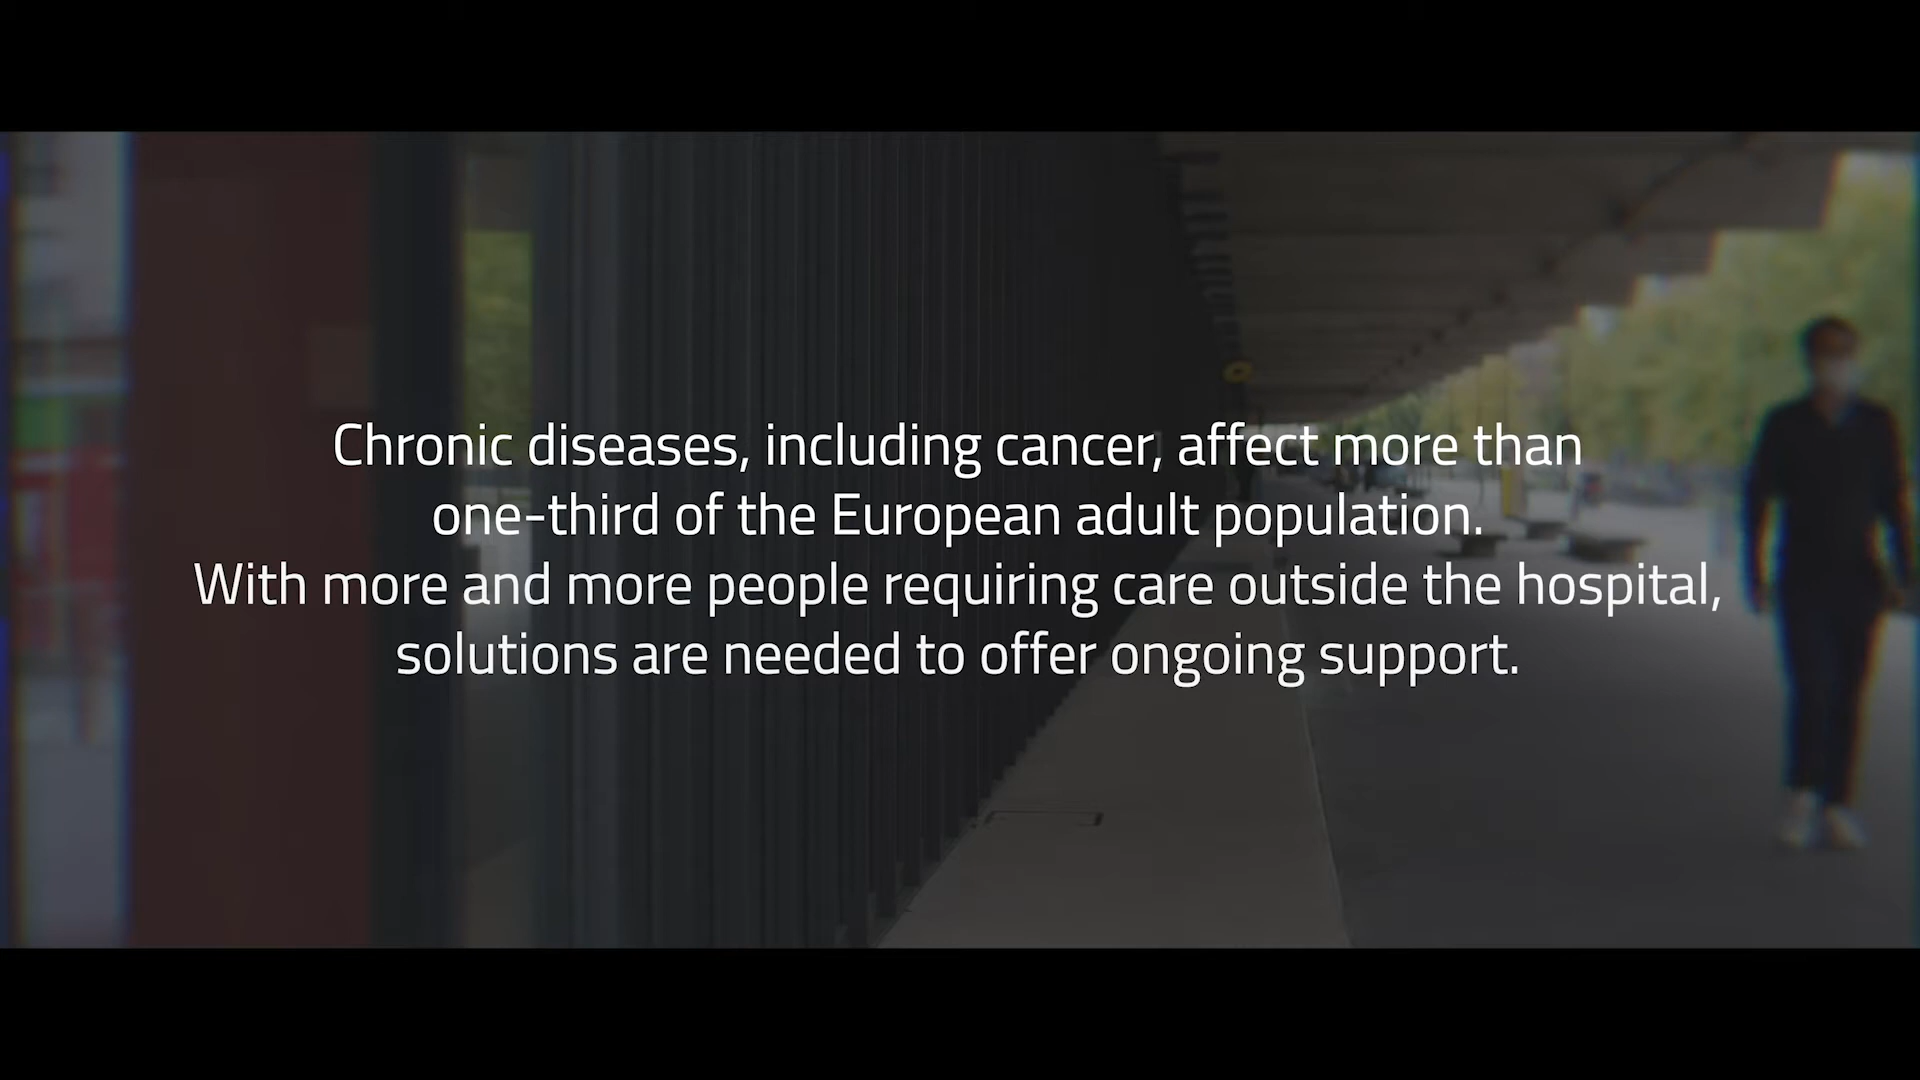 Chronic diseases, including cancer, affect more than
one-third of the European adult population.
With more and more people requiring care outside the hospital,
solutions are needed to offer ongoing support.